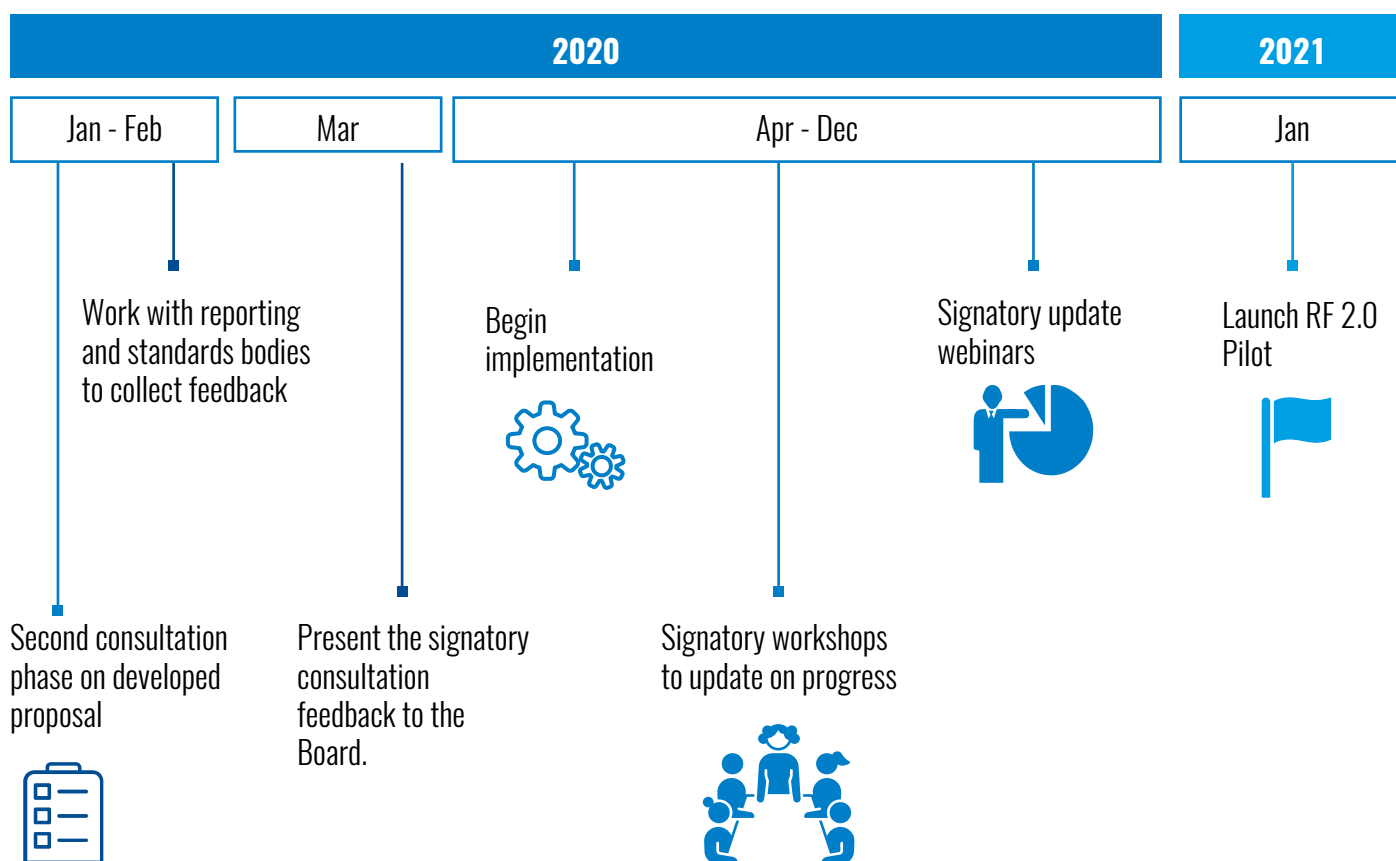 2020
2021
Jan - Feb
Mar
Apr - Dec
Jan
Work with reporting
and standards bodies
to collect feedback
Begin
implementation
Signatory update
webinars
Launch RF 2.0
Pilot
Second consultation
phase on developed
proposal
Present the signatory
consultation
feedback to the
Board.
Signatory workshops
to update on progress